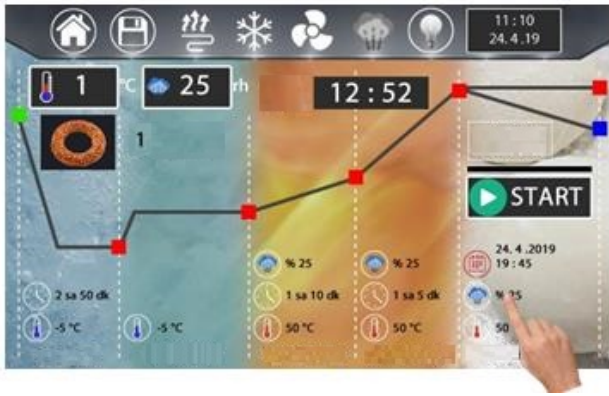 11:10
24.4.19
1 °C
25 rh
12:52
1
START
24.4.2019
19:45
% 25
% 25
% 25
2 sa 50 dk
1 sa 10 dk
1 sa 5 dk
-5 °C
-5 °C
50 °C
50 °C
50